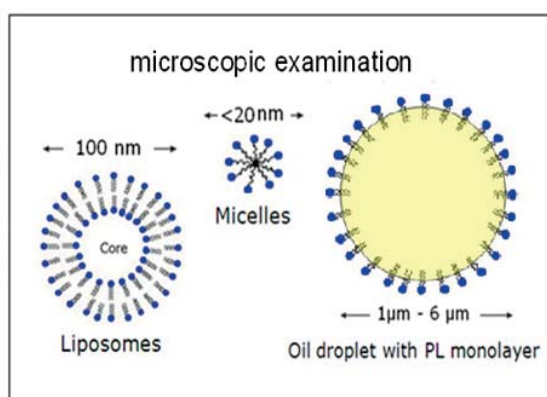 microscopic examination
<20nm
100 nm
Micelles
Core
1µm - 6 µm
Liposomes
Oil droplet with PL monolayer